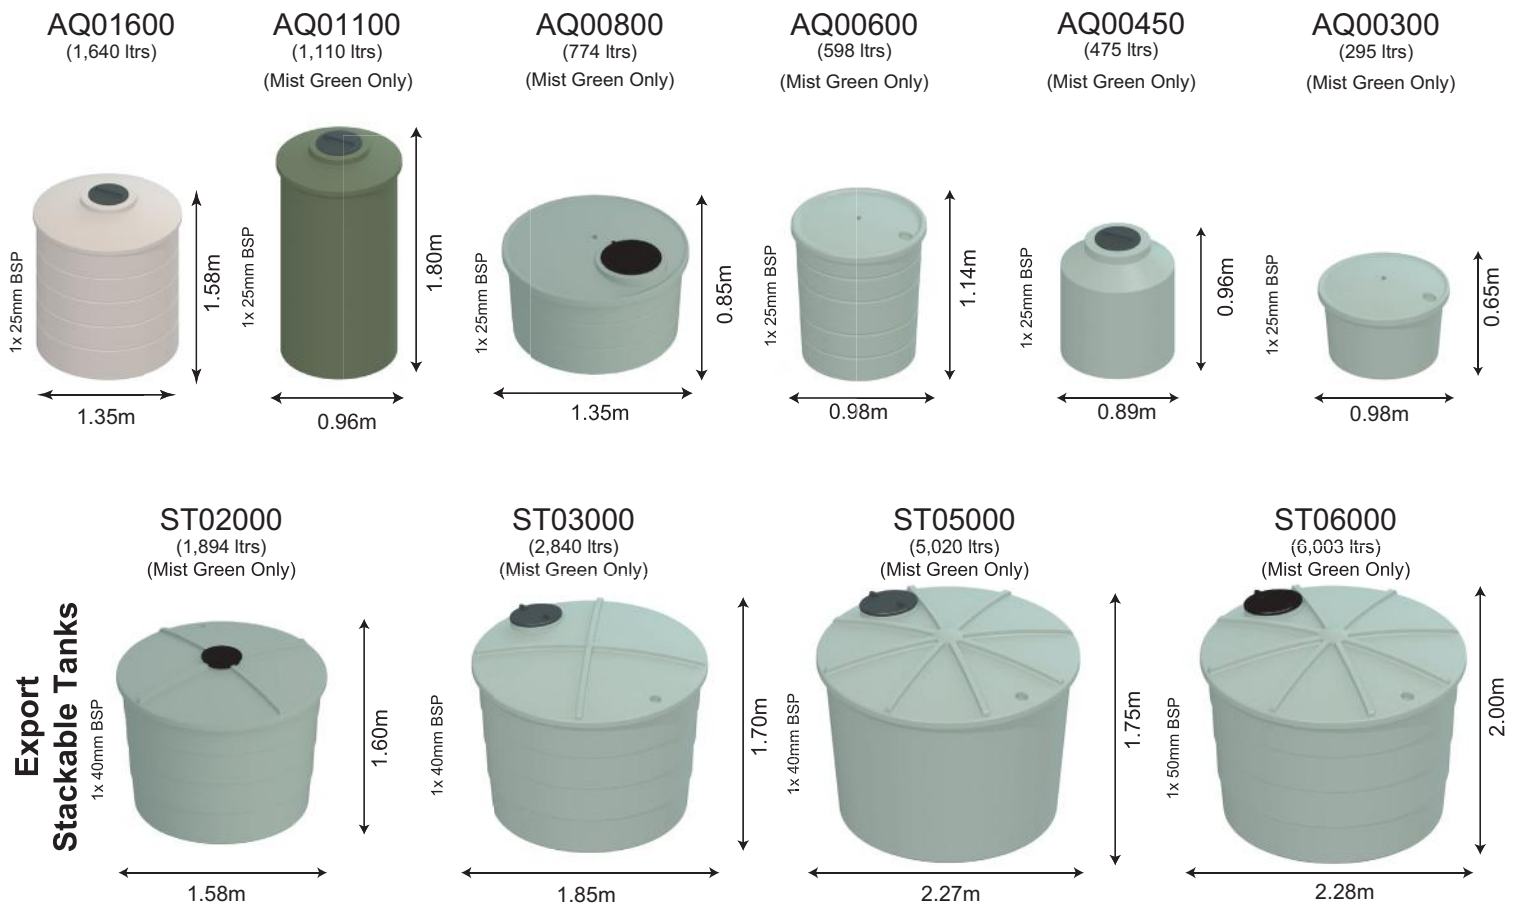 AQ01600
(1,640 ltrs)
1x 25mm BSP
1.58m
1.35m
AQ01100
(1,110 ltrs)
(Mist Green Only)
1x 25mm BSP
1.80m
0.96m
AQ00800
(774 ltrs)
(Mist Green Only)
1x 25mm BSP
0.85m
1.35m
AQ00600
(598 ltrs)
(Mist Green Only)
1x 25mm BSP
1.14m
0.98m
AQ00450
(475 ltrs)
(Mist Green Only)
1x 25mm BSP
0.96m
0.89m
AQ00300
(295 ltrs)
(Mist Green Only)
1x 25mm BSP
0.65m
0.98m
Export
Stackable Tanks
ST02000
(1,894 ltrs)
(Mist Green Only)
1x 40mm BSP
1.60m
1.58m
ST03000
(2,840 ltrs)
(Mist Green Only)
1x 40mm BSP
1.70m
1.85m
ST05000
(5,020 ltrs)
(Mist Green Only)
1x 40mm BSP
1.75m
2.27m
ST06000
(6,003 ltrs)
(Mist Green Only)
1x 50mm BSP
2.00m
2.28m